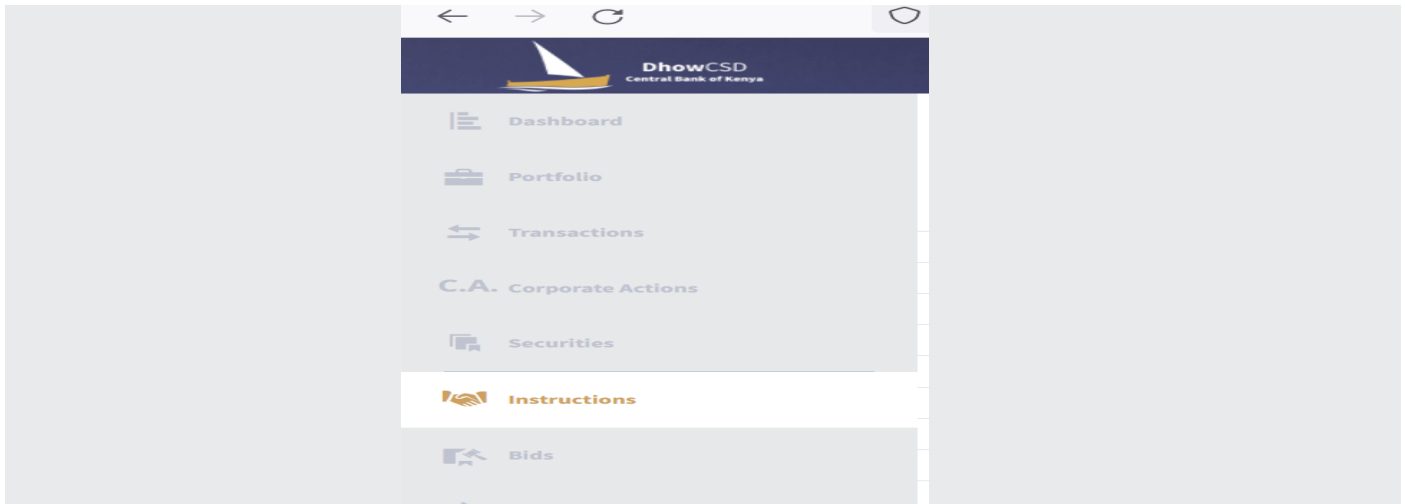 DhowCSD
Central Bank of Kenya
Dashboard
Portfolio
Transactions
C.A. Corporate Actions
Securities
Instructions
Bids